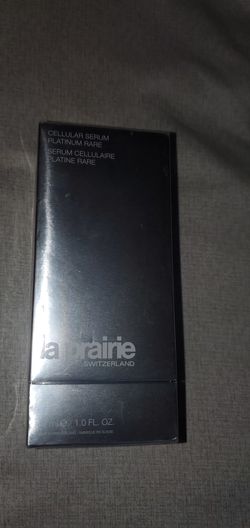 CELLULAR SERUM
PLATINUM RARE
SERUM CELLULAIRE
PLATINE RARE
la prairie
SWITZERLAND
1.0 FL. OZ.